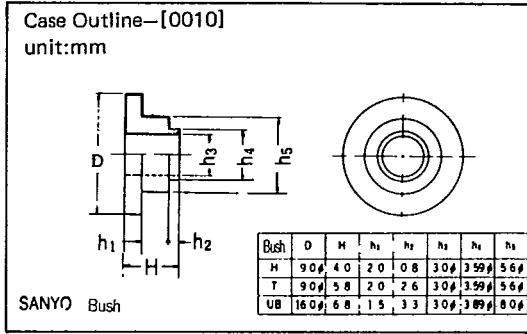 Case Outline–[0010]
unit:mm
D
h3
h4
h5
h1
h2
H
Bush D H h1 h2 h3 h4 h5
H 9.0ϕ 4.0 2.0 0.8 3.0ϕ 3.59ϕ 5.6ϕ
T 9.0ϕ 5.8 2.0 2.6 3.0ϕ 3.59ϕ 5.6ϕ
UB 16.0ϕ 6.8 1.5 3.3 3.0ϕ 8.0ϕ
SANYO Bush